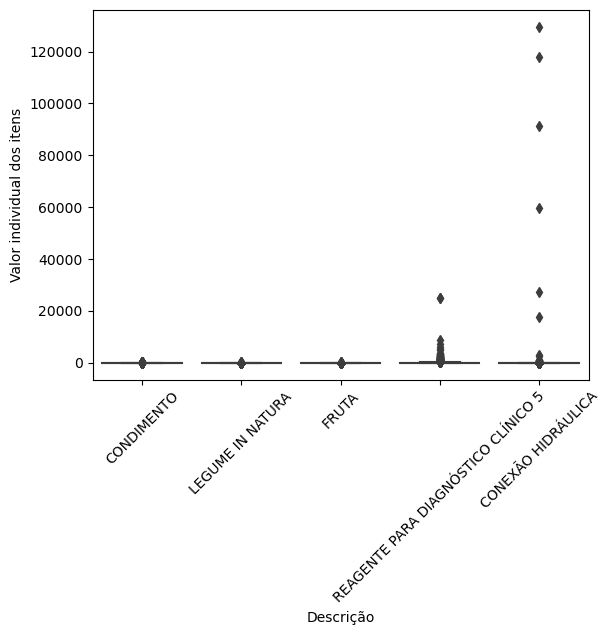 120000
100000
80000
60000
40000
20000
0
Valor individual dos itens
CONDIMENTO
LEGUME IN NATURA
FRUTA
REAGENTE PARA DIAGNÓSTICO CLÍNICO 5
CONEXÃO HIDRÁULICA
Descrição